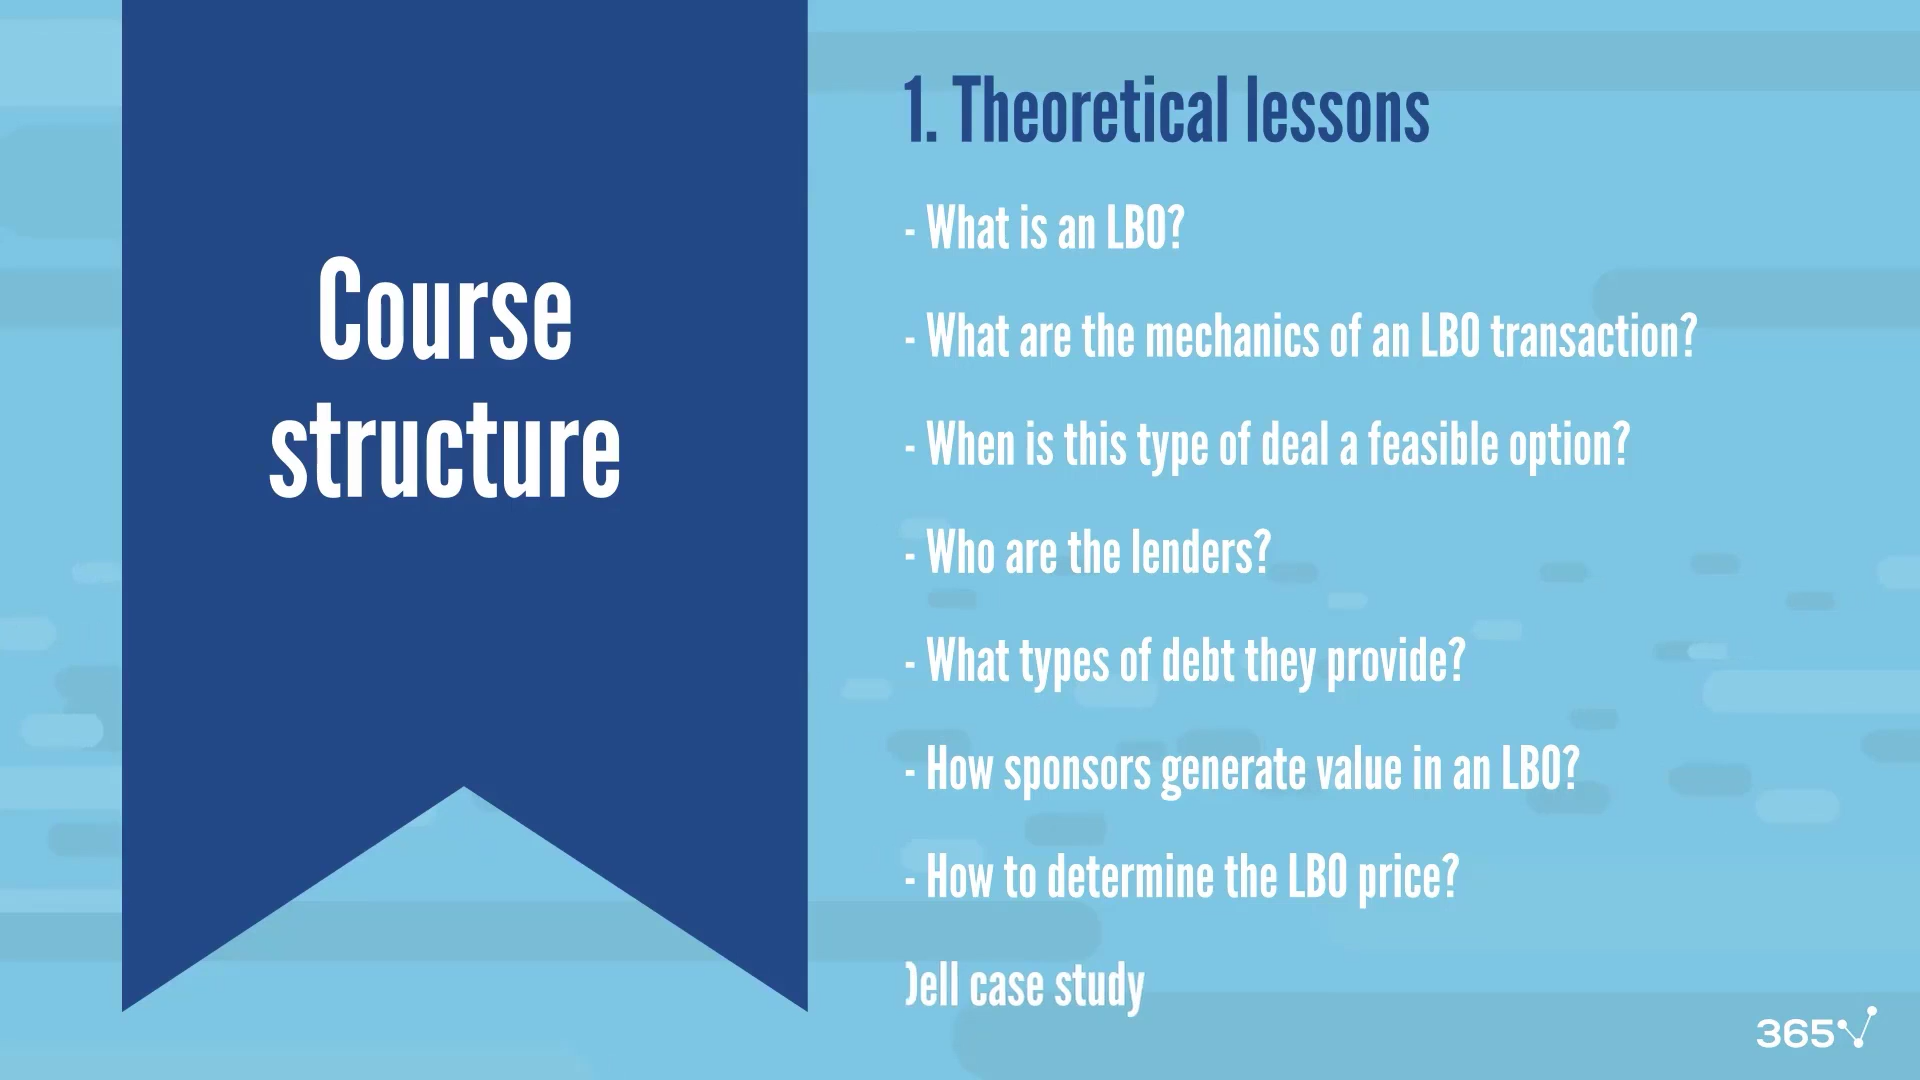 Course
structure
1. Theoretical lessons
- What is an LBO?
- What are the mechanics of an LBO transaction?
- When is this type of deal a feasible option?
- Who are the lenders?
- What types of debt they provide?
- How sponsors generate value in an LBO?
- How to determine the LBO price?
Dell case study
365